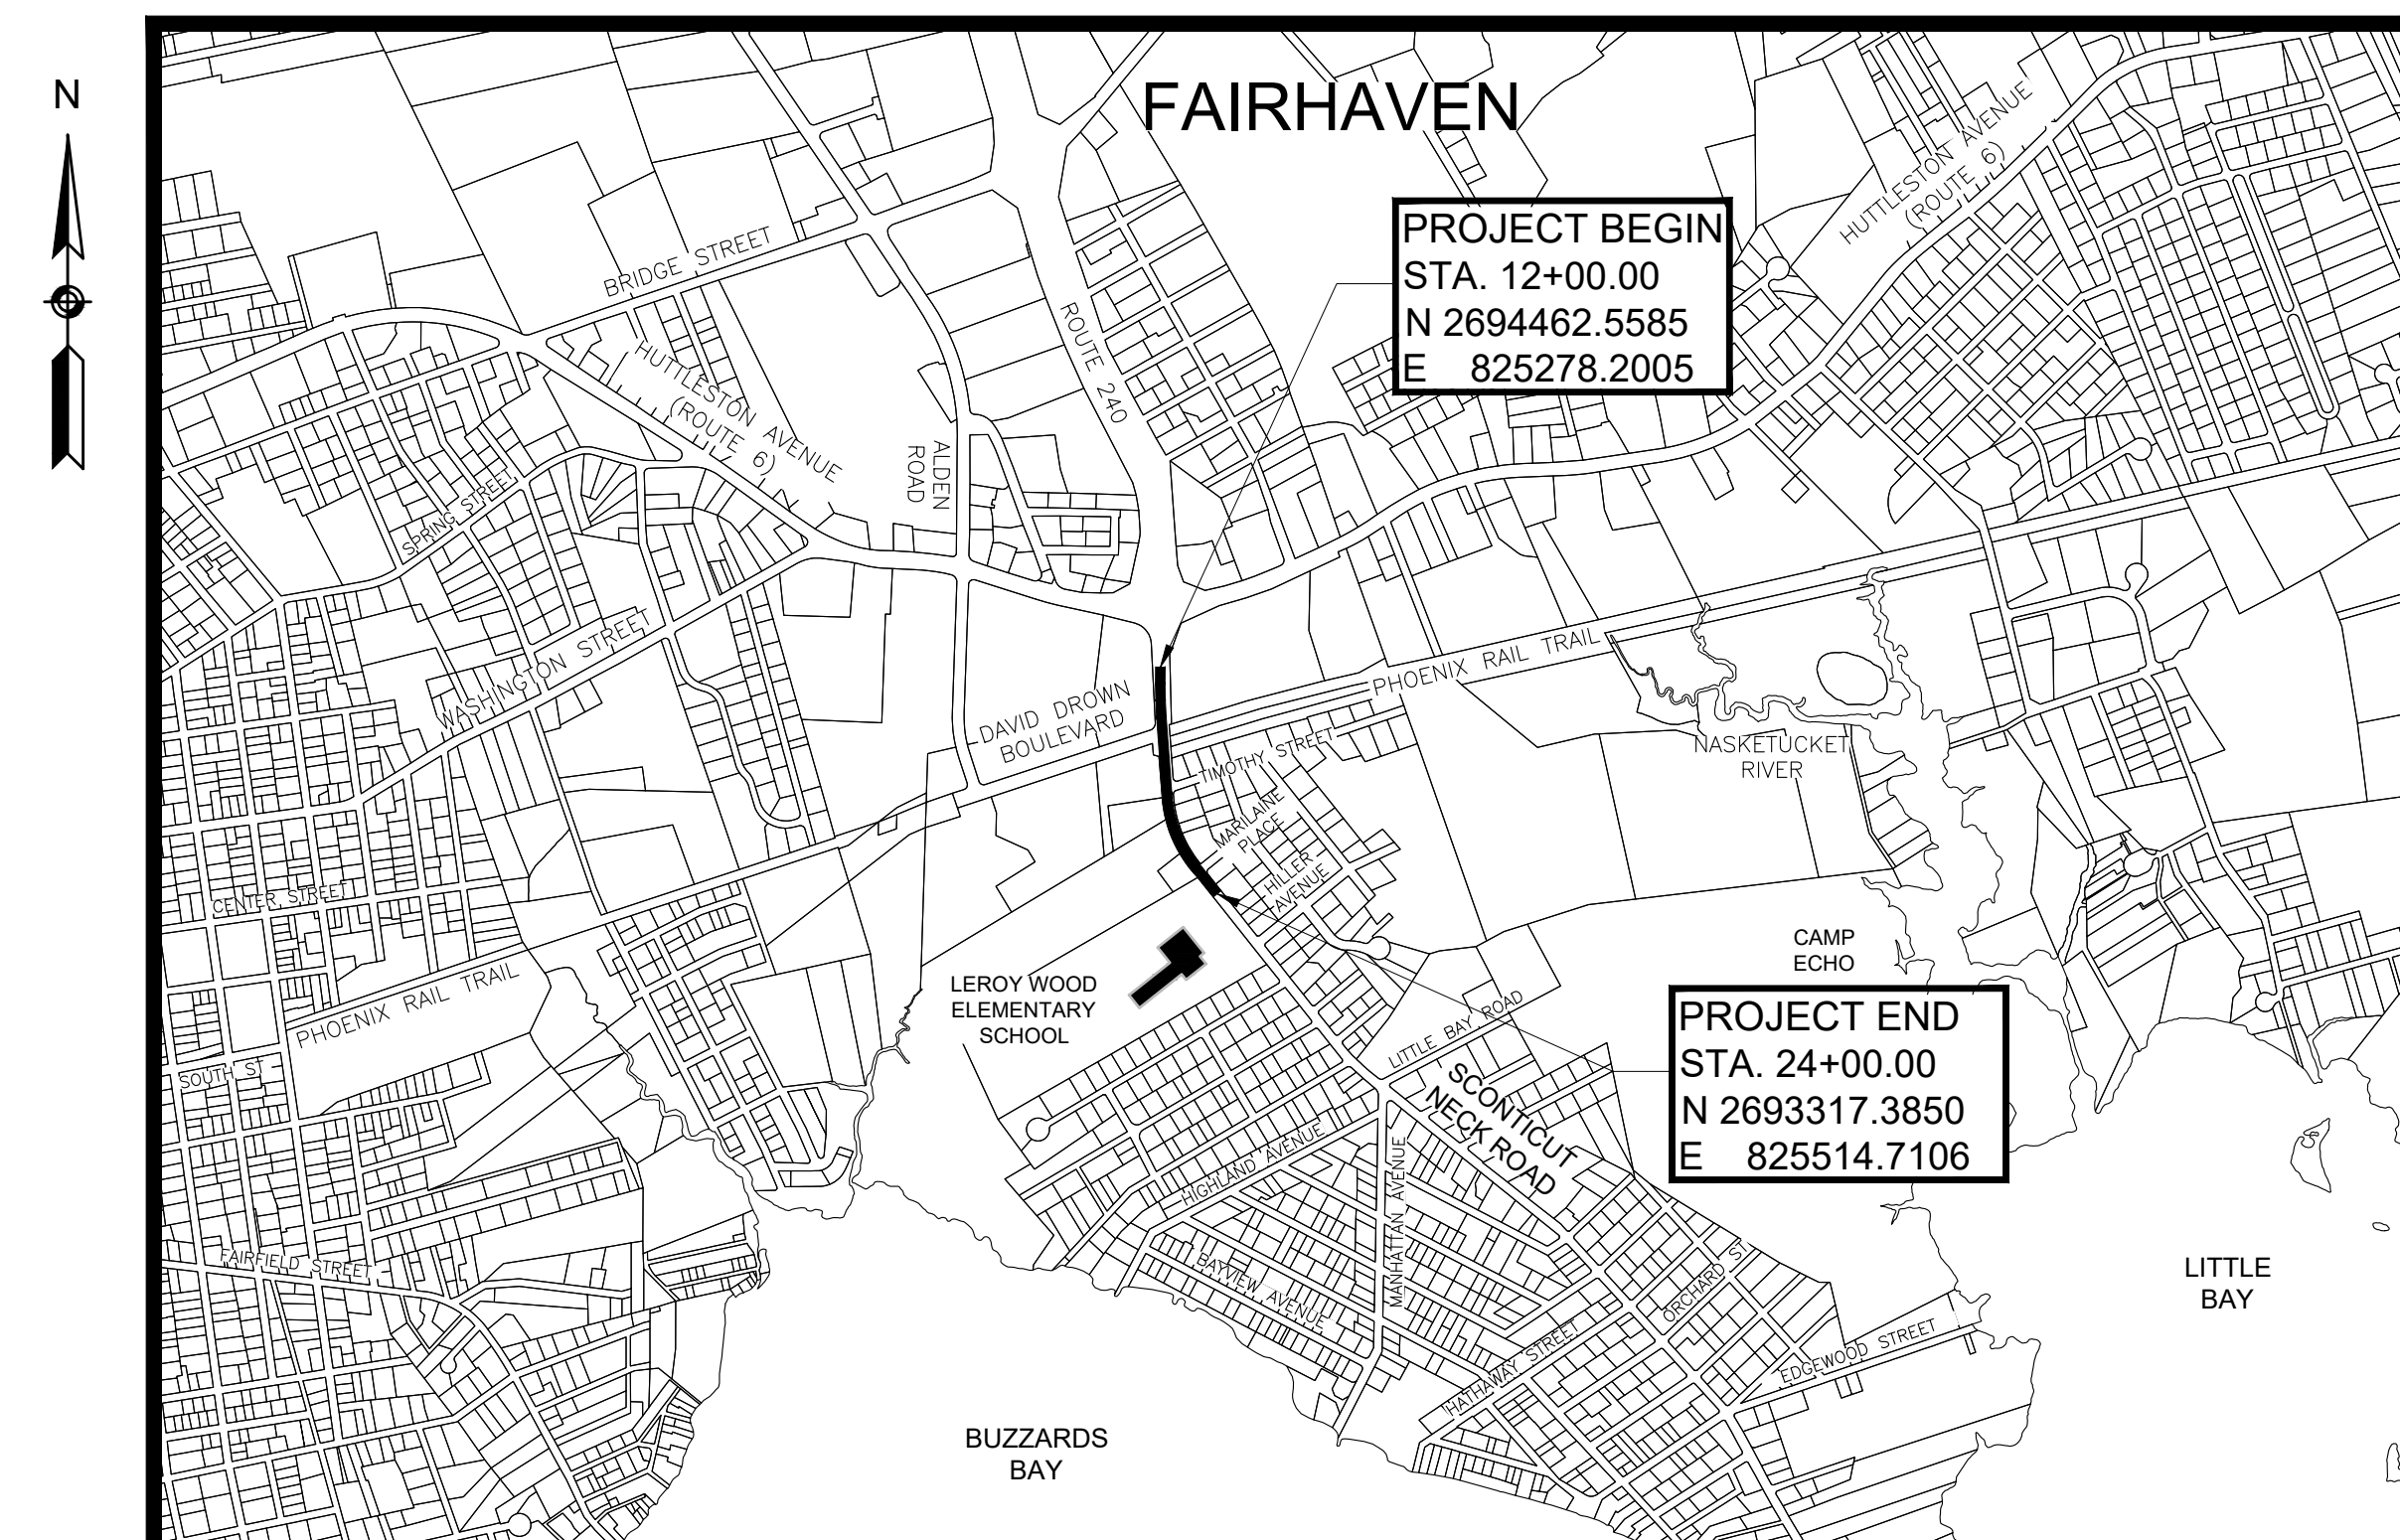 N
FAIRHAVEN
HUTTLESTON AVENUE
(ROUTE 6)
PROJECT BEGIN
STA. 12+00.00
N 2694462.5585
E 825278.2005
BRIDGE STREET
ROUTE 240
HUTTLESTON AVENUE
(ROUTE 6)
ALDEN
ROAD
SPRING STREET
WASHINGTON STREET
PHOENIX RAIL TRAIL
DAVID DROWN
BOULEVARD
TIMOTHY STREET
NASKETUCKET
RIVER
MARILAINE
PLACE
HILLER
AVENUE
CENTER STREET
CAMP
ECHO
PHOENIX RAIL TRAIL
LEROY WOOD
ELEMENTARY
SCHOOL
LITTLE BAY ROAD
PROJECT END
STA. 24+00.00
N 2693317.3850
E 825514.7106
SOUTH ST
SCONTICUT
NECK ROAD
HIGHLAND AVENUE
MANHATTAN AVENUE
FAIRFIELD STREET
BAYVIEW AVENUE
ORCHARD ST
LITTLE
BAY
HATHAWAY STREET
EDGEWOOD STREET
BUZZARDS
BAY